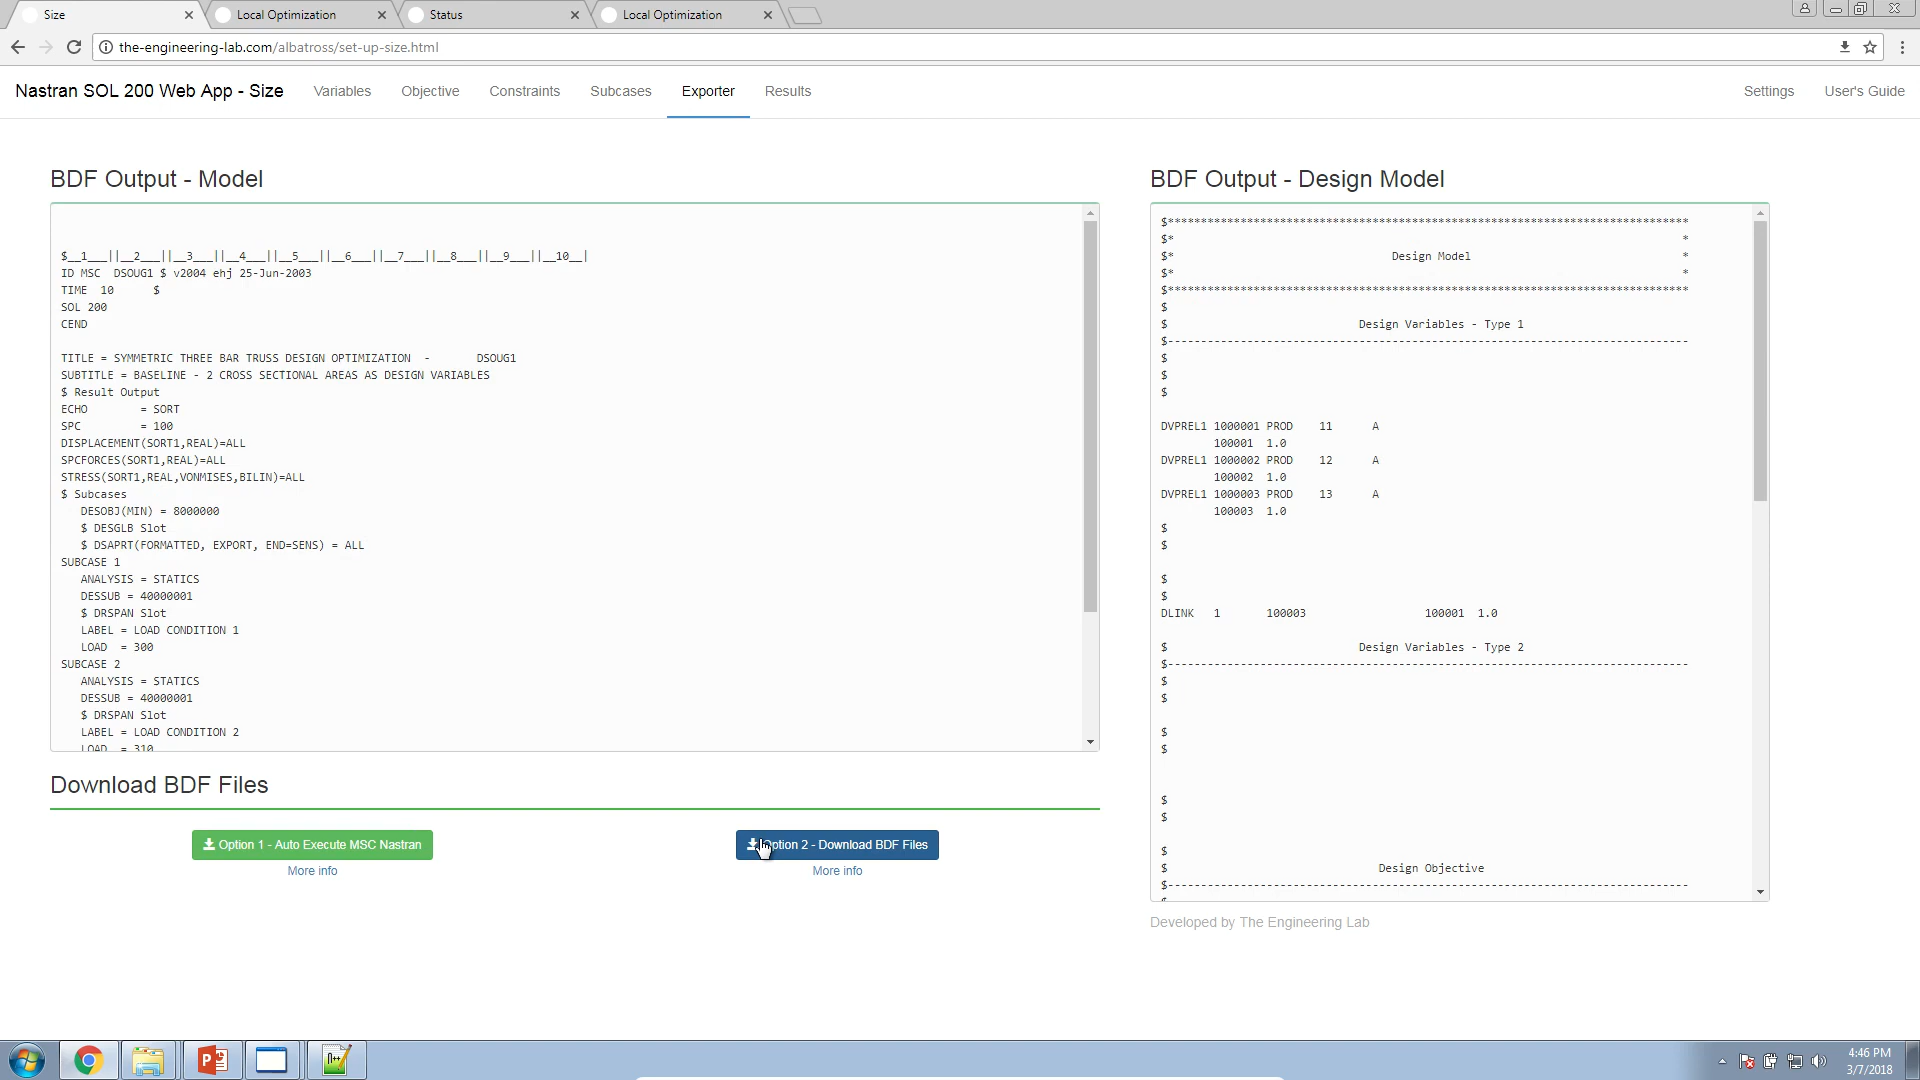 Size
Local Optimization
Status
Local Optimization
the-engineering-lab.com/albatross/set-up-size.html
Nastran SOL 200 Web App - Size
Variables
Objective
Constraints
Subcases
Exporter
Results
Settings
User's Guide
BDF Output - Model
$__1___||__2___||__3___||__4___||__5___||__6___||__7___||__8___||__9___||__10__|
ID MSC  DSOUG1 $ v2004 ehj 25-Jun-2003
TIME  10      $
SOL 200
CEND
TITLE = SYMMETRIC THREE BAR TRUSS DESIGN OPTIMIZATION  -       DSOUG1
SUBTITLE = BASELINE - 2 CROSS SECTIONAL AREAS AS DESIGN VARIABLES
$ Result Output
ECHO        = SORT
SPC         = 100
DISPLACEMENT(SORT1,REAL)=ALL
SPCFORCES(SORT1,REAL)=ALL
STRESS(SORT1,REAL,VONMISES,BILIN)=ALL
$ Subcases
   DESOBJ(MIN) = 8000000
   $ DESGLB Slot
   $ DSAPRT(FORMATTED, EXPORT, END=SENS) = ALL
SUBCASE 1
   ANALYSIS = STATICS
   DESSUB = 40000001
   $ DRSPAN Slot
   LABEL = LOAD CONDITION 1
   LOAD  = 300
SUBCASE 2
   ANALYSIS = STATICS
   DESSUB = 40000001
   $ DRSPAN Slot
   LABEL = LOAD CONDITION 2
   LOAD  = 310
Download BDF Files
Option 1 - Auto Execute MSC Nastran
More info
Option 2 - Download BDF Files
More info
BDF Output - Design Model
$*******************************************************************************
$*                                                                             *
$*                                 Design Model                                *
$*                                                                             *
$*******************************************************************************
$
$                             Design Variables - Type 1
$-------------------------------------------------------------------------------
$
$
$
DVPREL1 1000001 PROD    11      A
        100001  1.0
DVPREL1 1000002 PROD    12      A
        100002  1.0
DVPREL1 1000003 PROD    13      A
        100003  1.0
$
$
$
$
DLINK   1       100003                  100001  1.0
$                             Design Variables - Type 2
$-------------------------------------------------------------------------------
$
$
$
$
$
$
$
$                                Design Objective
$-------------------------------------------------------------------------------
$
Developed by The Engineering Lab
4:46 PM
3/7/2018